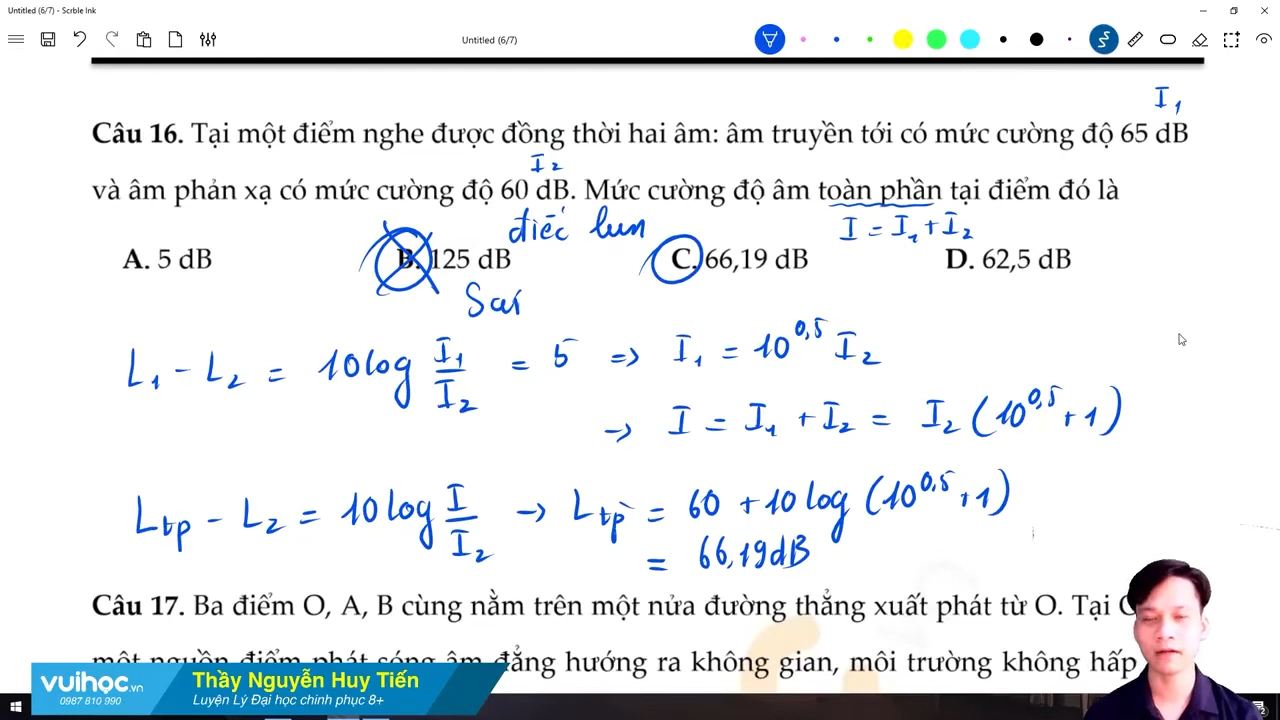 Untitled (6/7) - Scrble Ink
Untitled (6/7)
I₁
Câu 16. Tại một điểm nghe được đồng thời hai âm: âm truyền tới có mức cường độ 65 dB
I₂
và âm phản xạ có mức cường độ 60 dB. Mức cường độ âm toàn phần tại điểm đó là
điếc lun
I = I₁ + I₂
A. 5 dB B. 125 dB C. 66,19 dB D. 62,5 dB
Sai
L₁ - L₂ = 10log I₁/I₂ = 5 => I₁ = 10^0,5 I₂
→ I = I₁ + I₂ = I₂ (10^0,5 + 1)
Ltp - L₂ = 10log I/I₂ → Ltp = 60 + 10log (10^0,5 + 1)
= 66,19dB
Câu 17. Ba điểm O, A, B cùng nằm trên một nửa đường thẳng xuất phát từ O. Tại
một nguồn điểm phát sóng âm đẳng hướng ra không gian, môi trường không hấp
vuihọc.vn
0987 810 990
Thầy Nguyễn Huy Tiến
Luyện Lý Đại học chinh phục 8+